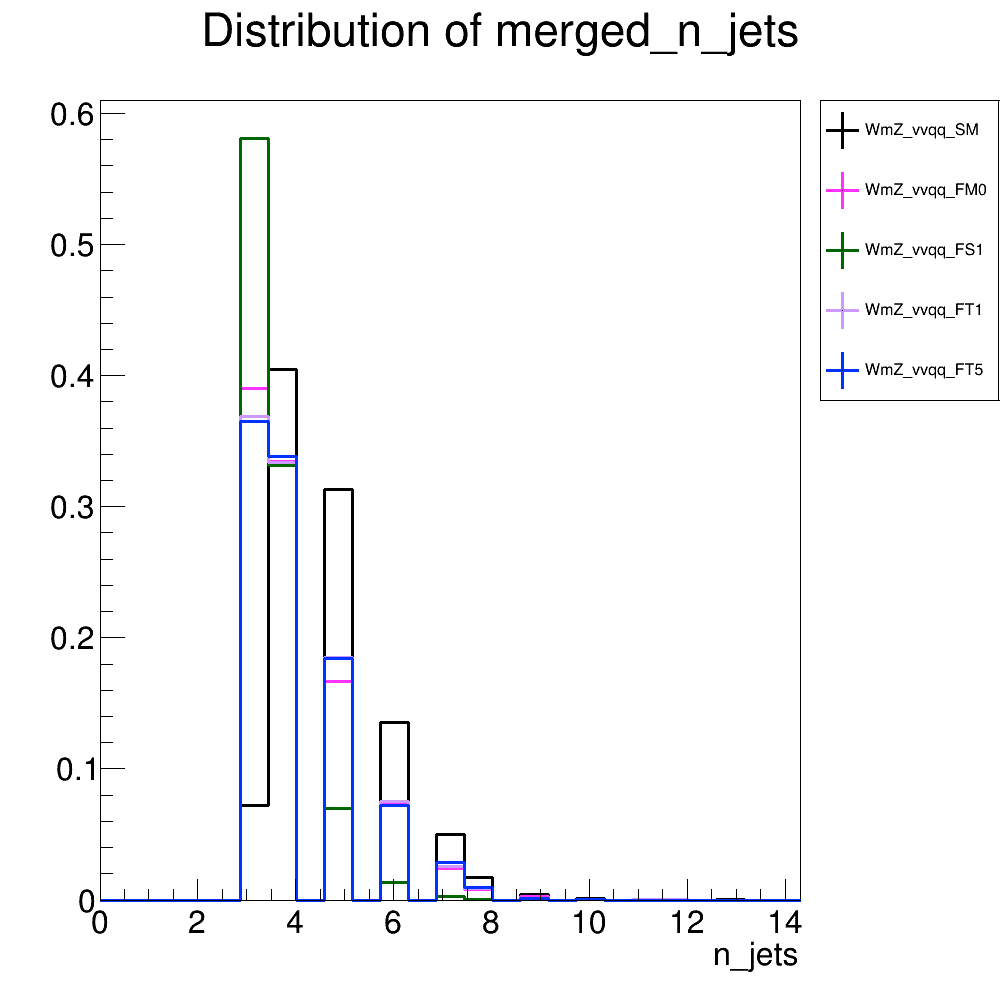 Distribution of merged_n_jets
0.6
0.5
0.4
0.3
0.2
0.1
0
0 2 4 6 8 10 12 14
n_jets
WmZ_vvqq_SM
WmZ_vvqq_FM0
WmZ_vvqq_FS1
WmZ_vvqq_FT1
WmZ_vvqq_FT5